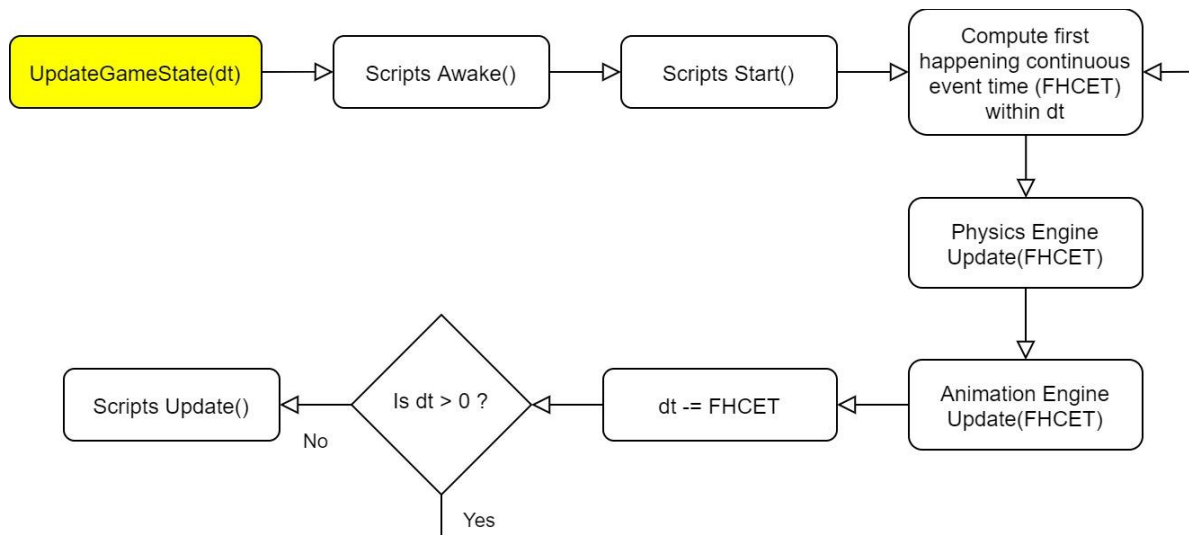 UpdateGameState(dt)
Scripts Awake()
Scripts Start()
Compute first
happening continuous
event time (FHCET)
within dt
Physics Engine
Update(FHCET)
Animation Engine
Update(FHCET)
dt -= FHCET
Is dt > 0 ?
No
Scripts Update()
Yes